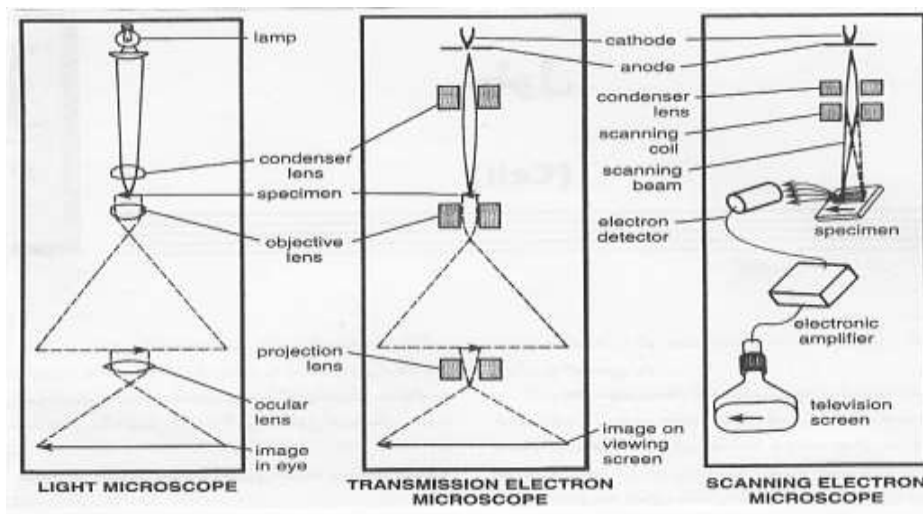 lamp
condenser
lens
specimen
objective
lens
ocular
lens
image
in eye
LIGHT MICROSCOPE
projection
lens
image on
viewing
screen
TRANSMISSION ELECTRON
MICROSCOPE
cathode
anode
condenser
lens
scanning
coil
scanning
beam
electron
detector
specimen
electronic
amplifier
television
screen
SCANNING ELECTRON
MICROSCOPE